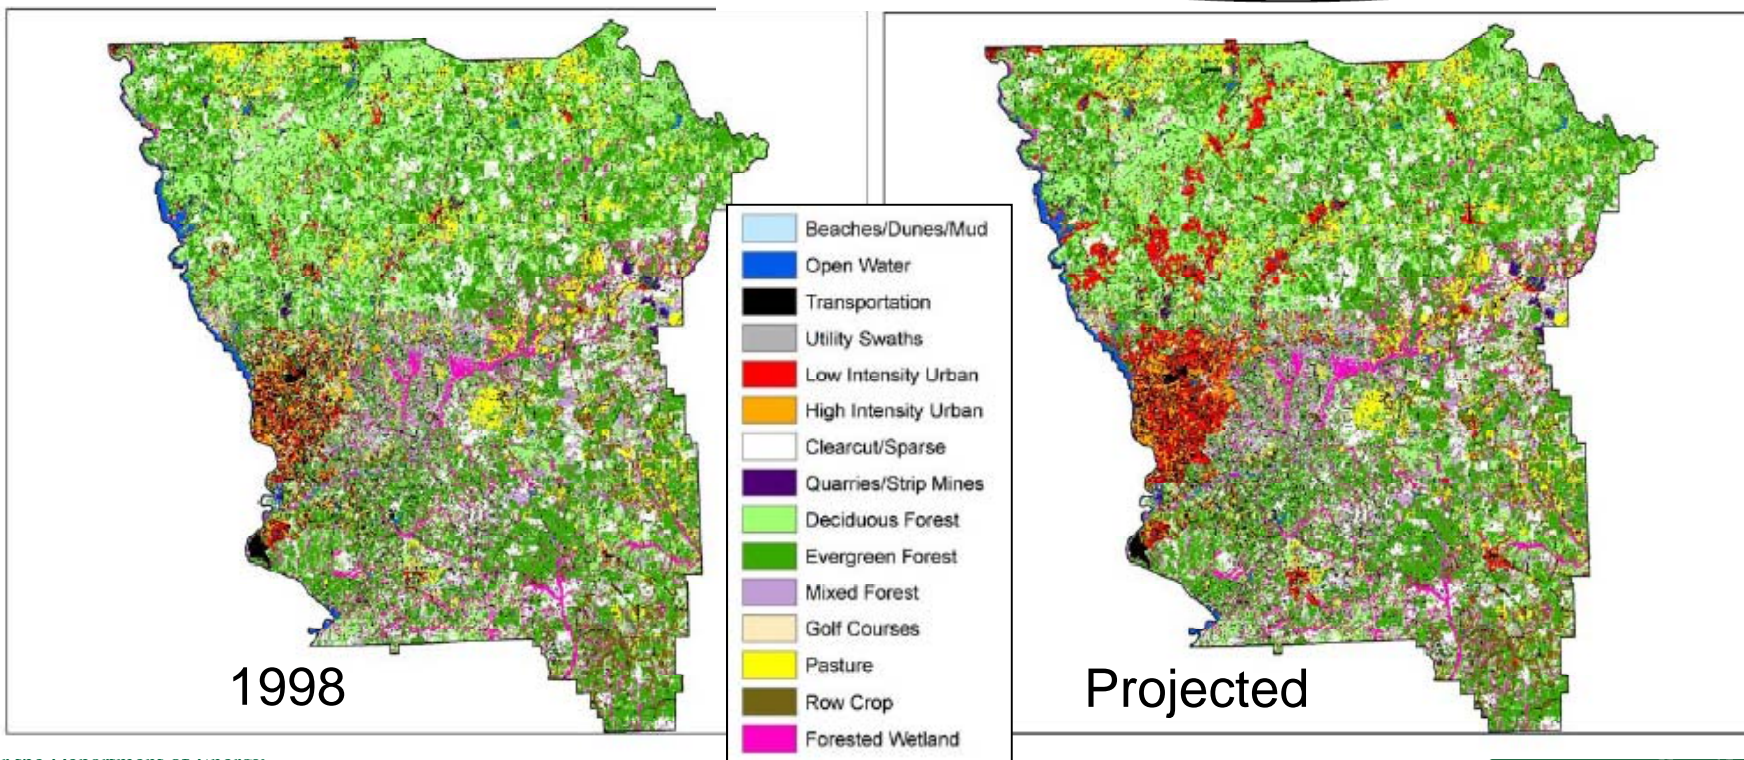 Beaches/Dunes/Mud
Open Water
Transportation
Utility Swaths
Low Intensity Urban
High Intensity Urban
Clearcut/Sparse
Quarries/Strip Mines
Deciduous Forest
Evergreen Forest
Mixed Forest
Golf Courses
Pasture
Row Crop
Forested Wetland
1998
Projected